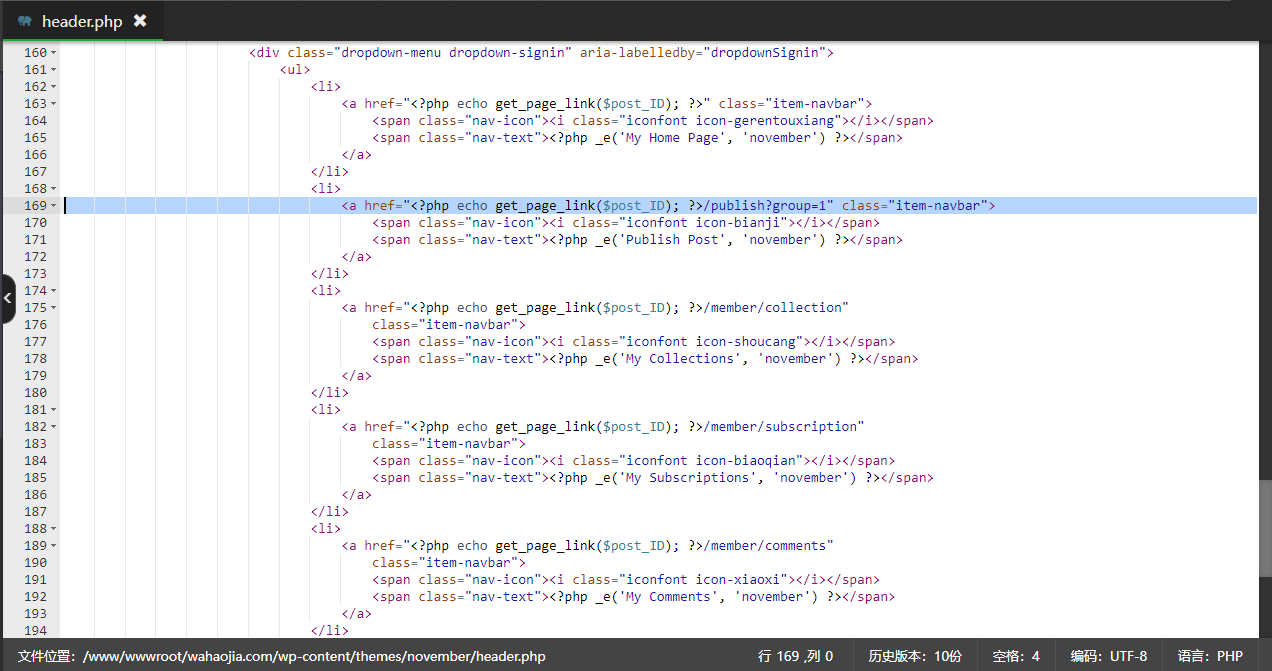 header.php
160 <div class="dropdown-menu dropdown-signin" aria-labelledby="dropdownSignin">
161 <ul>
162 <li>
163 <a href="<?php echo get_page_link($post_ID); ?>" class="item-navbar">
164 <span class="nav-icon"><i class="iconfont icon-gerentouxiang"></i></span>
165 <span class="nav-text"><?php _e('My Home Page', 'november') ?></span>
166 </a>
167 </li>
168 <li>
169 <a href="<?php echo get_page_link($post_ID); ?>/publish?group=1" class="item-navbar">
170 <span class="nav-icon"><i class="iconfont icon-bianji"></i></span>
171 <span class="nav-text"><?php _e('Publish Post', 'november') ?></span>
172 </a>
173 </li>
174 <li>
175 <a href="<?php echo get_page_link($post_ID); ?>/member/collection"
176 class="item-navbar">
177 <span class="nav-icon"><i class="iconfont icon-shoucang"></i></span>
178 <span class="nav-text"><?php _e('My Collections', 'november') ?></span>
179 </a>
180 </li>
181 <li>
182 <a href="<?php echo get_page_link($post_ID); ?>/member/subscription"
183 class="item-navbar">
184 <span class="nav-icon"><i class="iconfont icon-biaoqian"></i></span>
185 <span class="nav-text"><?php _e('My Subscriptions', 'november') ?></span>
186 </a>
187 </li>
188 <li>
189 <a href="<?php echo get_page_link($post_ID); ?>/member/comments"
190 class="item-navbar">
191 <span class="nav-icon"><i class="iconfont icon-xiaoxi"></i></span>
192 <span class="nav-text"><?php _e('My Comments', 'november') ?></span>
193 </a>
194 </li>
文件位置：/www/wwwroot/wahaojia.com/wp-content/themes/november/header.php 行 169 ,列 0 历史版本：10份 空格：4 编码：UTF-8 语言：PHP